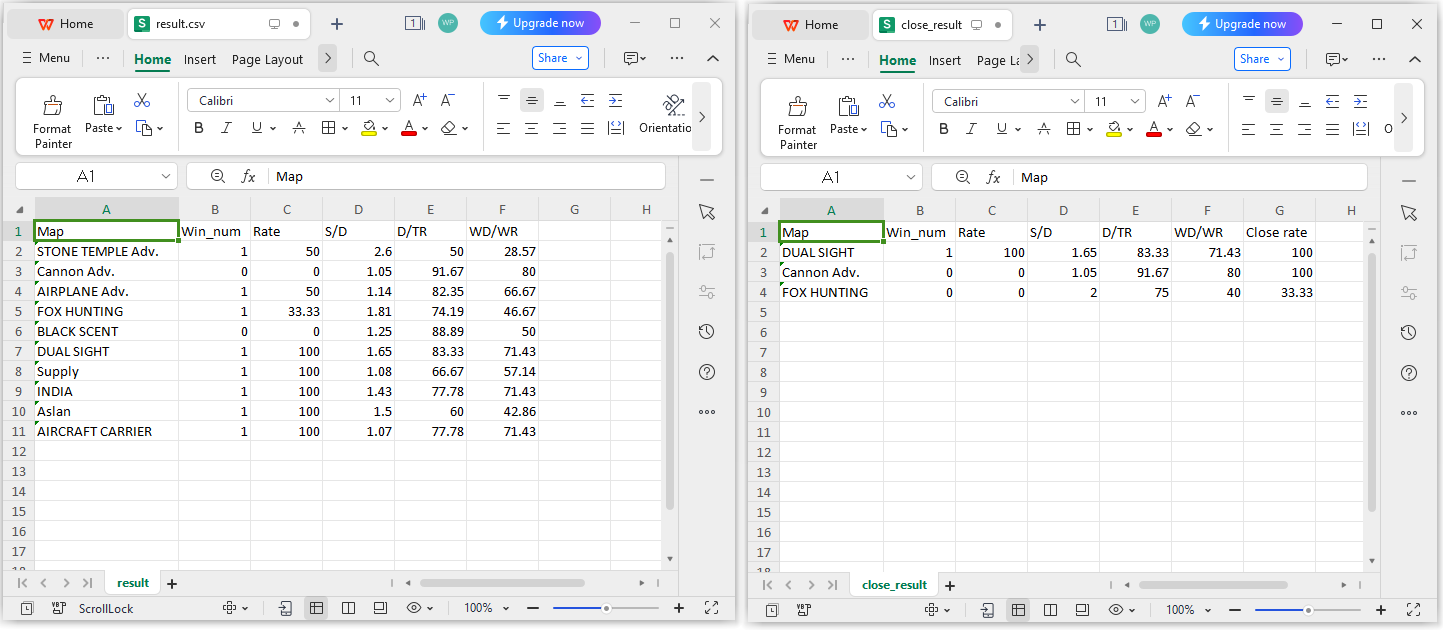 Home result.csv 1 WP Upgrade now
Menu Home Insert Page Layout Share
Format Painter Paste Calibri 11 A+ A- Orientatio
B I U A A
A1 fx Map
A B C D E F G H
1 Map Win_num Rate S/D D/TR WD/WR
2 STONE TEMPLE Adv. 1 50 2.6 50 28.57
3 Cannon Adv. 0 0 1.05 91.67 80
4 AIRPLANE Adv. 1 50 1.14 82.35 66.67
5 FOX HUNTING 1 33.33 1.81 74.19 46.67
6 BLACK SCENT 0 0 1.25 88.89 50
7 DUAL SIGHT 1 100 1.65 83.33 71.43
8 Supply 1 100 1.08 66.67 57.14
9 INDIA 1 100 1.43 77.78 71.43
10 Aslan 1 100 1.5 60 42.86
11 AIRCRAFT CARRIER 1 100 1.07 77.78 71.43
12
13
14
15
16
17
18
result
ScrollLock 100%
Home close_result 1 WP Upgrade now
Menu Home Insert Page La Share
Format Painter Paste Calibri 11 A+ A- O
B I U A A
A1 fx Map
A B C D E F G H
1 Map Win_num Rate S/D D/TR WD/WR Close rate
2 DUAL SIGHT 1 100 1.65 83.33 71.43 100
3 Cannon Adv. 0 0 1.05 91.67 80 100
4 FOX HUNTING 0 0 2 75 40 33.33
5
6
7
8
9
10
11
12
13
14
15
16
17
18
close_result
100%